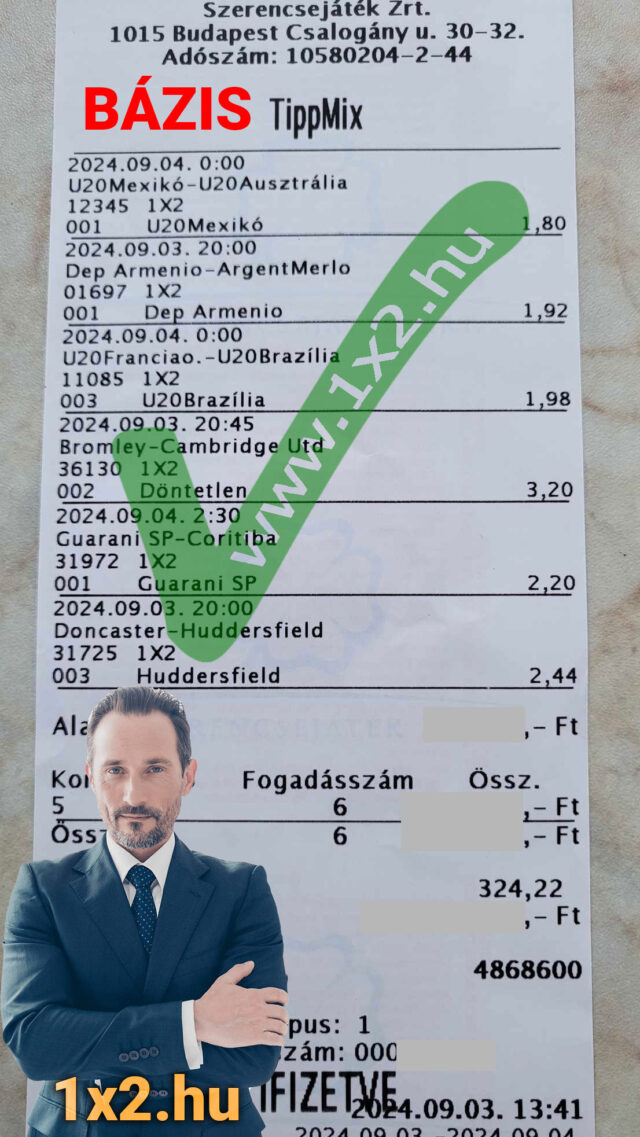 Szerencsejáték Zrt.
1015 Budapest Csalogány u. 30-32.
Adószám: 10580204-2-44
BÁZIS TippMix
2024.09.04. 0:00
U20Mexikó-U20Ausztrália
12345 1X2
001 U20Mexikó 1,80
2024.09.03. 20:00
Dep Armenio-ArgentMerlo
01697 1X2
001 Dep Armenio 1,92
2024.09.04. 0:00
U20Franciao.-U20Brazília
11085 1X2
003 U20Brazília 1,98
2024.09.03. 20:45
Bromley-Cambridge Utd
36130 1X2
002 Döntetlen 3,20
2024.09.04. 2:30
Guarani SP-Coritiba
31972 1X2
001 Guarani SP 2,20
2024.09.03. 20:00
Doncaster-Huddersfield
31725 1X2
003 Huddersfield 2,44
www.1x2.hu
,- Ft
Fogadásszám Össz.
5 6 ,- Ft
6 ,- Ft
324,22
,- Ft
4868600
1
000
1x2.hu
2024.09.03. 13:41
2024.09.03.-2024.09.04.